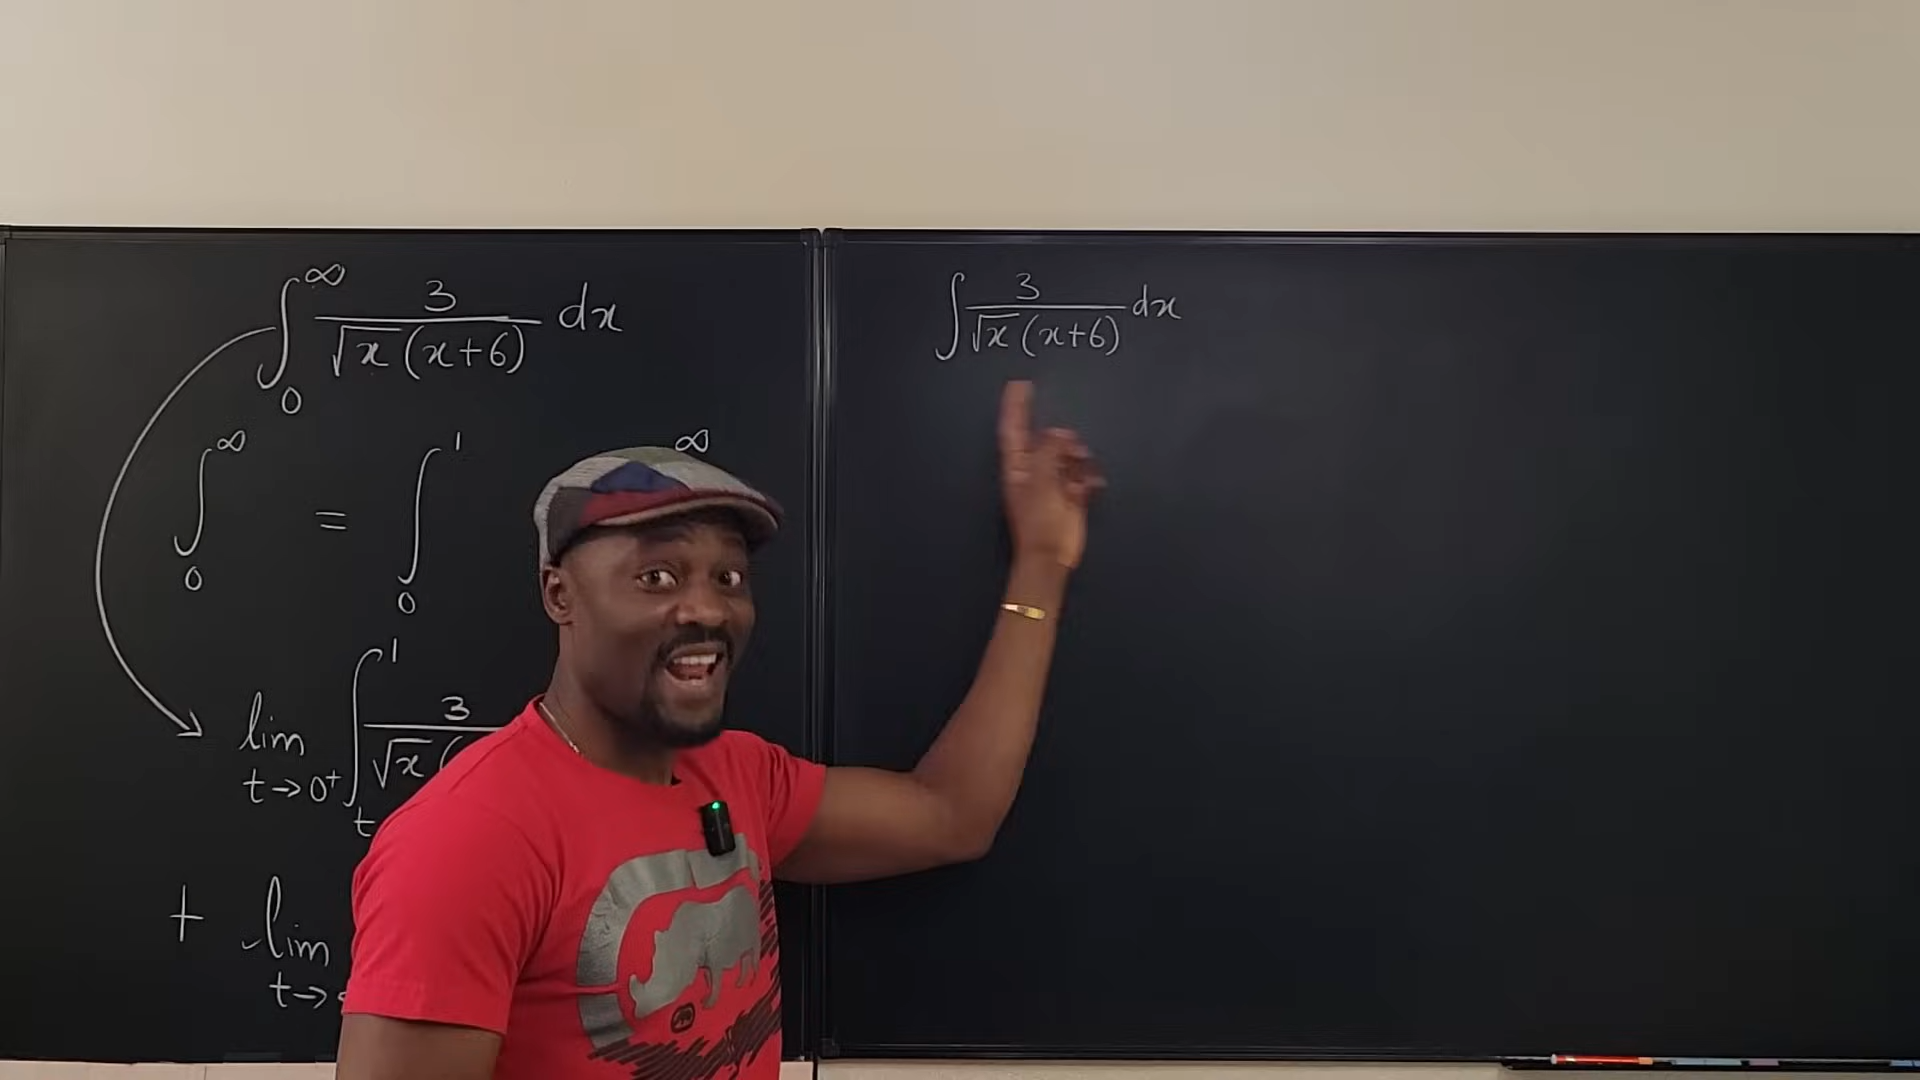 ∫₀^∞ 3/(√x (x+6)) dx
∫₀^∞ = ∫₀^1 ∞
lim t→0⁺ ∫ₜ^1 3/(√x (
+ lim t→
∫ 3/(√x (x+6)) dx